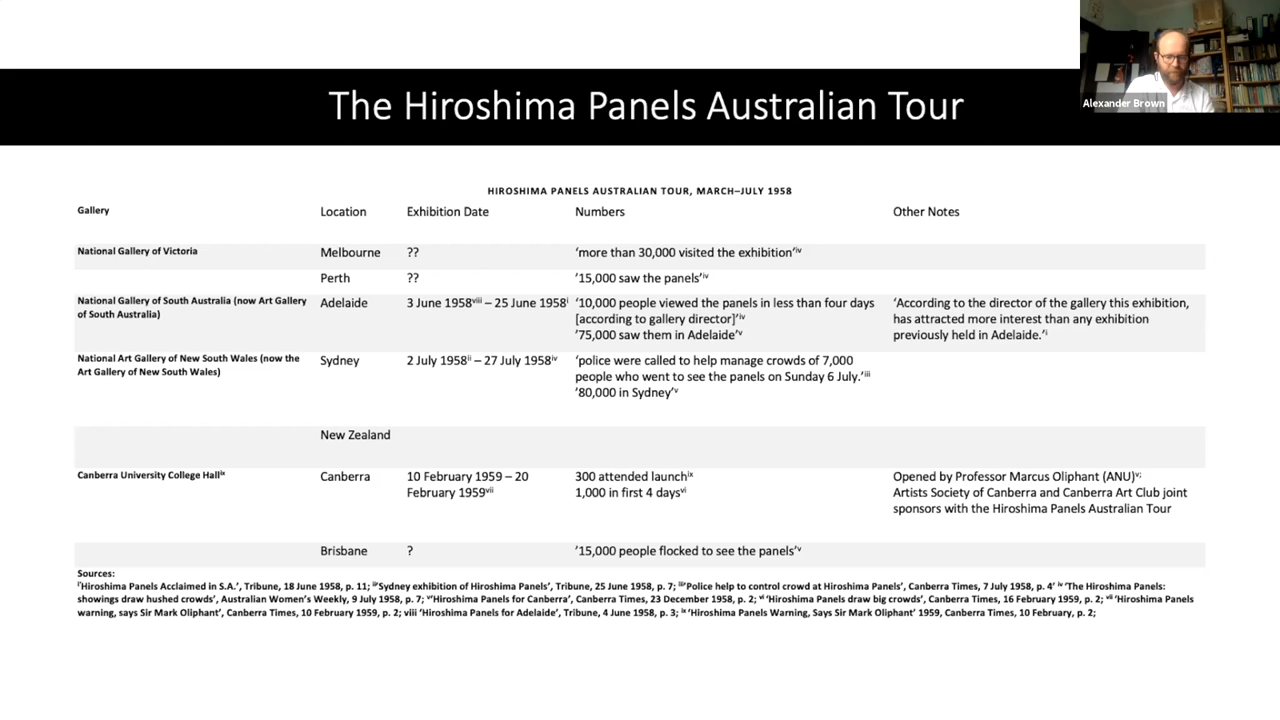 Alexander Brown
The Hiroshima Panels Australian Tour
HIROSHIMA PANELS AUSTRALIAN TOUR, MARCH–JULY 1958
Gallery Location Exhibition Date Numbers Other Notes
National Gallery of Victoria Melbourne ?? ‘more than 30,000 visited the exhibition’iv
Perth ?? ’15,000 saw the panels’iv
National Gallery of South Australia (now Art Gallery of South Australia) Adelaide 3 June 1958viii – 25 June 1958i ‘10,000 people viewed the panels in less than four days
[according to gallery director]’iv
’75,000 saw them in Adelaide’v
‘According to the director of the gallery this exhibition,
has attracted more interest than any exhibition
previously held in Adelaide.’i
National Art Gallery of New South Wales (now the
Art Gallery of New South Wales)
Sydney 2 July 1958ii – 27 July 1958iv ‘police were called to help manage crowds of 7,000
people who went to see the panels on Sunday 6 July.’iii
’80,000 in Sydney’v
New Zealand
Canberra University College Hallix Canberra 10 February 1959 – 20
February 1959vii
300 attended launchix
1,000 in first 4 daysvi
Opened by Professor Marcus Oliphant (ANU)v;
Artists Society of Canberra and Canberra Art Club joint
sponsors with the Hiroshima Panels Australian Tour
Brisbane ? ’15,000 people flocked to see the panels’v
Sources:
i’Hiroshima Panels Acclaimed in S.A.’, Tribune, 18 June 1958, p. 11; ii‘Sydney exhibition of Hiroshima Panels’, Tribune, 25 June 1958, p. 7; iii‘Police help to control crowd at Hiroshima Panels’, Canberra Times, 7 July 1958, p. 4’ iv ‘The Hiroshima Panels:
showings draw hushed crowds’, Australian Women’s Weekly, 9 July 1958, p. 7; v‘Hiroshima Panels for Canberra’, Canberra Times, 23 December 1958, p. 2; vi ‘Hiroshima Panels draw big crowds’, Canberra Times, 16 February 1959, p. 2; vii ‘Hiroshima Panels
warning, says Sir Mark Oliphant’, Canberra Times, 10 February 1959, p. 2; viii ‘Hiroshima Panels for Adelaide’, Tribune, 4 June 1958, p. 3; ix ‘Hiroshima Panels Warning, Says Sir Mark Oliphant’ 1959, Canberra Times, 10 February, p. 2;